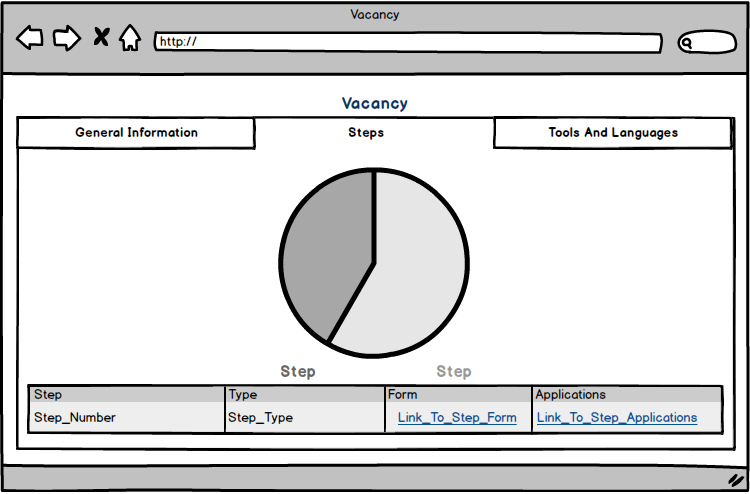 Vacancy
http://
Vacancy
General Information Steps Tools And Languages
Step Step
Step Type Form Applications
Step_Number Step_Type Link_To_Step_Form Link_To_Step_Applications